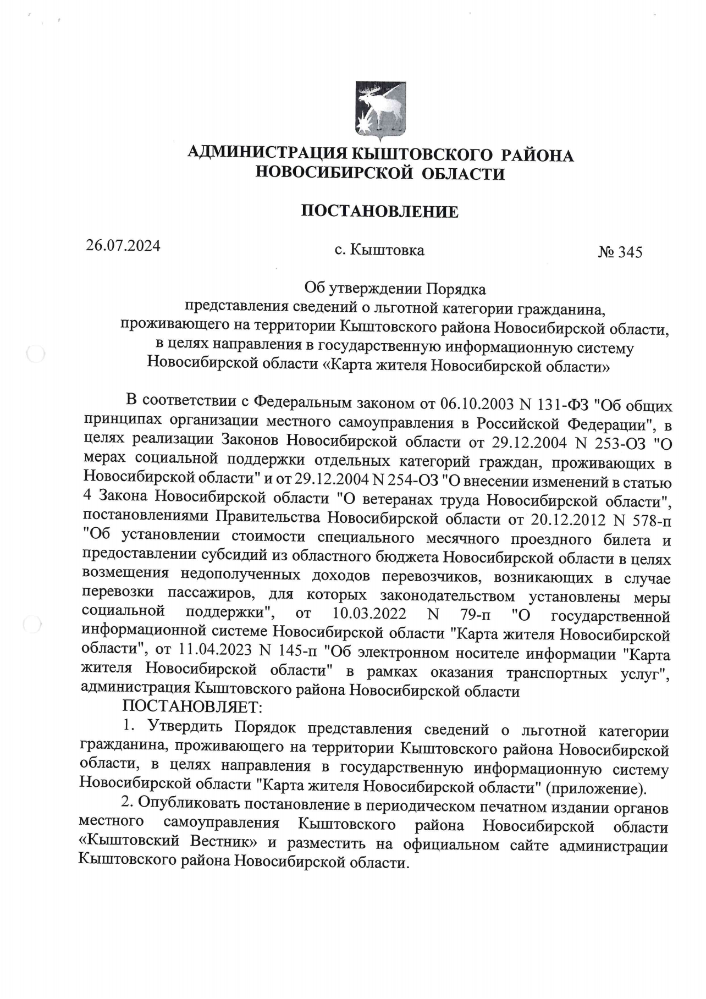 АДМИНИСТРАЦИЯ КЫШТОВСКОГО РАЙОНА
НОВОСИБИРСКОЙ ОБЛАСТИ
ПОСТАНОВЛЕНИЕ
26.07.2024 с. Кыштовка № 345
Об утверждении Порядка
представления сведений о льготной категории гражданина,
проживающего на территории Кыштовского района Новосибирской области,
в целях направления в государственную информационную систему
Новосибирской области «Карта жителя Новосибирской области»
В соответствии с Федеральным законом от 06.10.2003 N 131-ФЗ "Об общих
принципах организации местного самоуправления в Российской Федерации", в
целях реализации Законов Новосибирской области от 29.12.2004 N 253-ОЗ "О
мерах социальной поддержки отдельных категорий граждан, проживающих в
Новосибирской области" и от 29.12.2004 N 254-ОЗ "О внесении изменений в статью
4 Закона Новосибирской области "О ветеранах труда Новосибирской области",
постановлениями Правительства Новосибирской области от 20.12.2012 N 578-п
"Об установлении стоимости специального месячного проездного билета и
предоставлении субсидий из областного бюджета Новосибирской области в целях
возмещения недополученных доходов перевозчиков, возникающих в случае
перевозки пассажиров, для которых законодательством установлены меры
социальной поддержки", от 10.03.2022 N 79-п "О государственной
информационной системе Новосибирской области "Карта жителя Новосибирской
области", от 11.04.2023 N 145-п "Об электронном носителе информации "Карта
жителя Новосибирской области" в рамках оказания транспортных услуг",
администрация Кыштовского района Новосибирской области
ПОСТАНОВЛЯЕТ:
1. Утвердить Порядок представления сведений о льготной категории
гражданина, проживающего на территории Кыштовского района Новосибирской
области, в целях направления в государственную информационную систему
Новосибирской области "Карта жителя Новосибирской области" (приложение).
2. Опубликовать постановление в периодическом печатном издании органов
местного самоуправления Кыштовского района Новосибирской области
«Кыштовский Вестник» и разместить на официальном сайте администрации
Кыштовского района Новосибирской области.